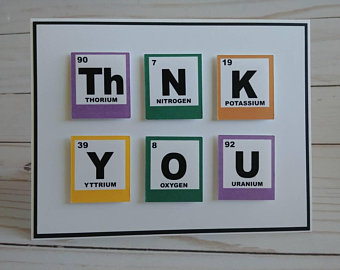 90 7 19
Th N K
THORIUM NITROGEN POTASSIUM
39 8 92
Y O U
YTTRIUM OXYGEN URANIUM